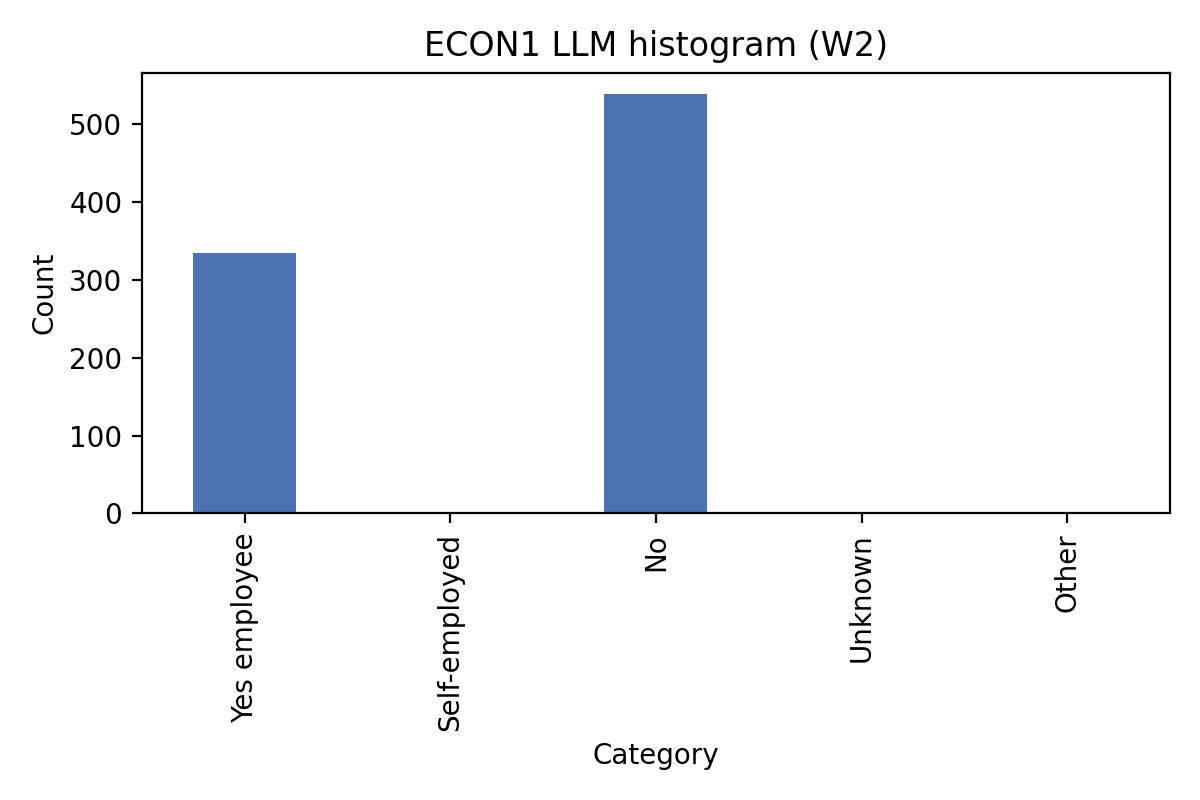 ECON1 LLM histogram (W2)
Count
500
400
300
200
100
0
Yes employee
Self-employed
No
Unknown
Other
Category